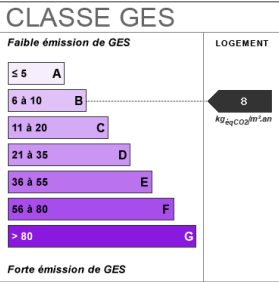 CLASSE GES
Faible émission de GES
LOGEMENT
≤ 5 A
6 à 10 B
8
kgéqCO2/m².an
11 à 20 C
21 à 35 D
36 à 55 E
56 à 80 F
> 80 G
Forte émission de GES